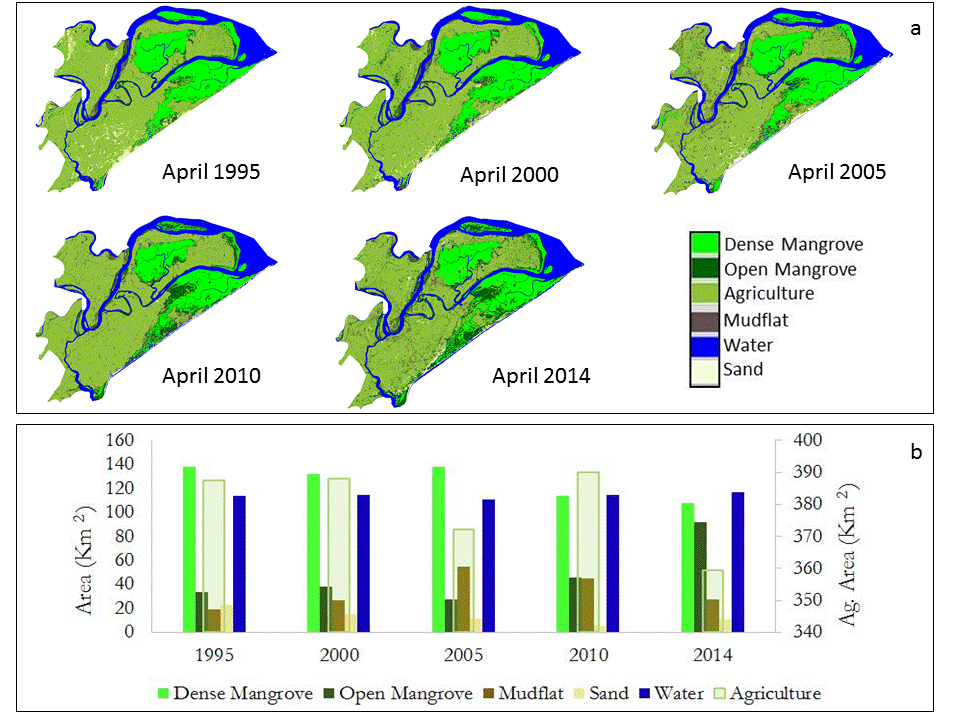 a
April 1995
April 2000
April 2005
April 2010
April 2014
Dense Mangrove
Open Mangrove
Agriculture
Mudflat
Water
Sand
b
Area (Km 2)
160
140
120
100
80
60
40
20
0
Ag. Area (Km 2)
400
390
380
370
360
350
340
1995 2000 2005 2010 2014
Dense Mangrove Open Mangrove Mudflat Sand Water Agriculture